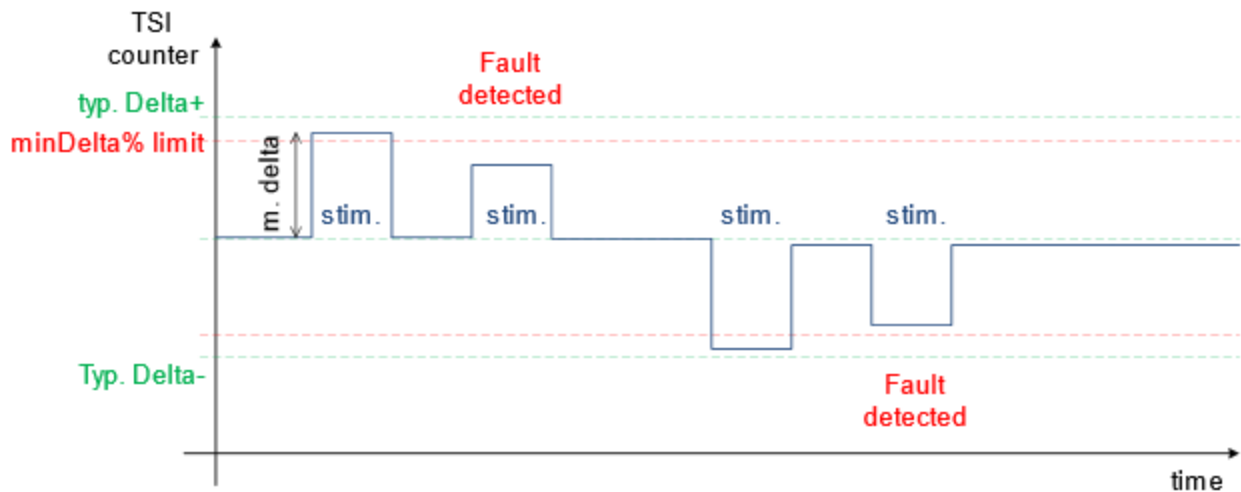 TSI
counter
Fault
detected
typ. Delta+
minDelta% limit
m. delta
stim.
stim.
stim.
stim.
Typ. Delta-
Fault
detected
time